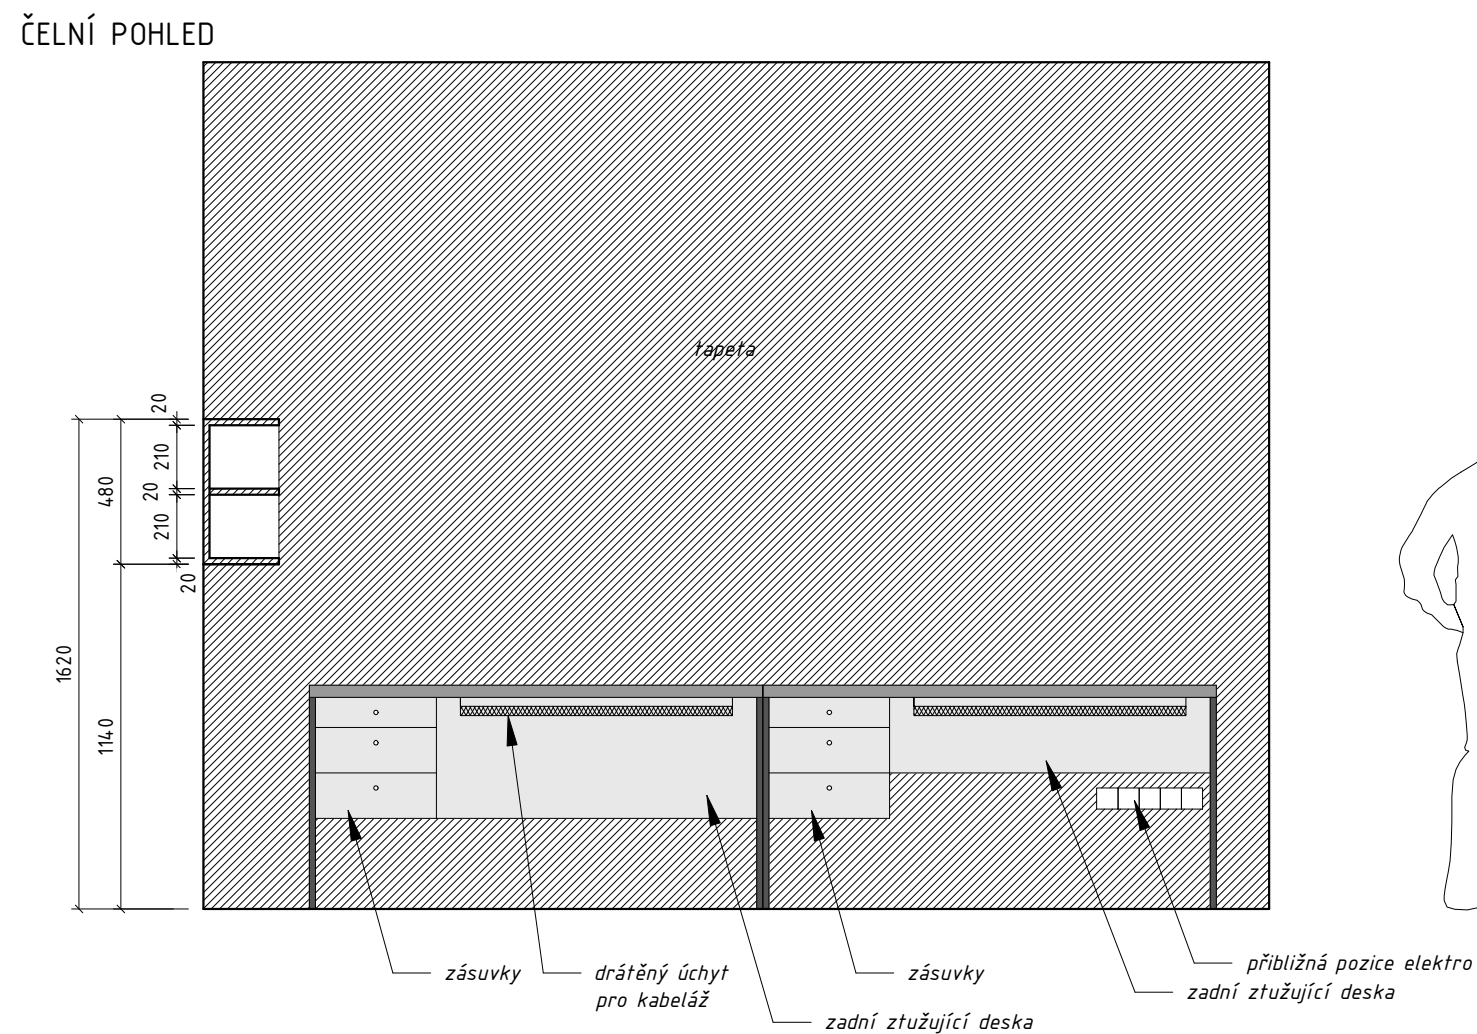 ČELNÍ POHLED
tapeta
20
210
480
20
210
20
1620
1140
zásuvky
drátěný úchyt
pro kabeláž
zásuvky
zadní ztužující deska
přibližná pozice elektro
zadní ztužující deska